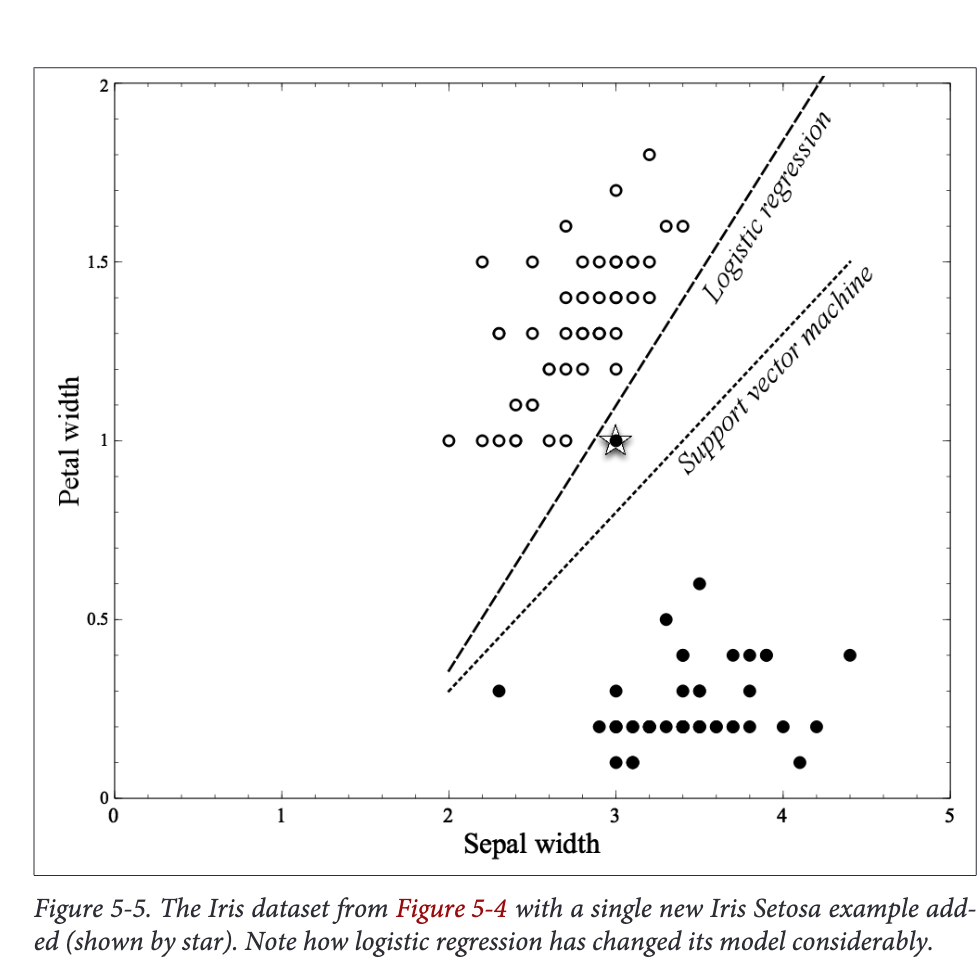 2
1.5
1
0.5
0
0
1
2
3
4
5
Petal width
Sepal width
Logistic regression
Support vector machine
Figure 5-5. The Iris dataset from Figure 5-4 with a single new Iris Setosa example add-
ed (shown by star). Note how logistic regression has changed its model considerably.